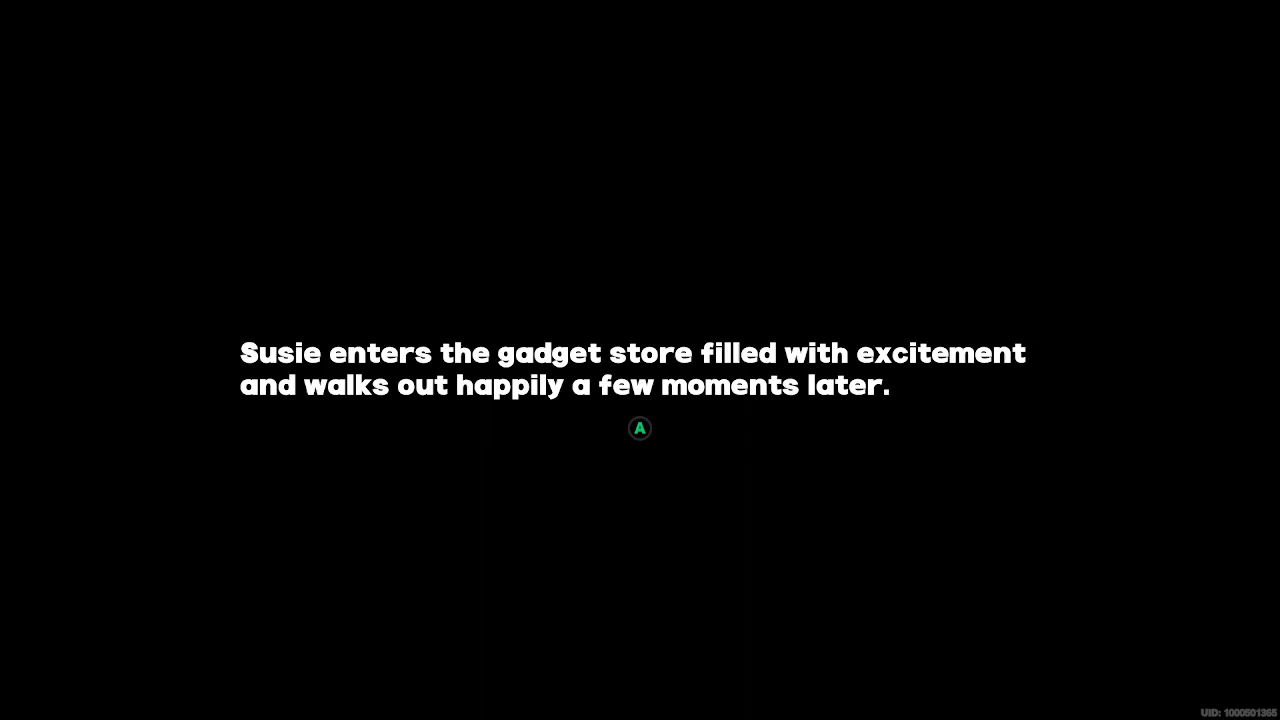 Susie enters the gadget store filled with excitement
and walks out happily a few moments later.
A
UID: 1000501365